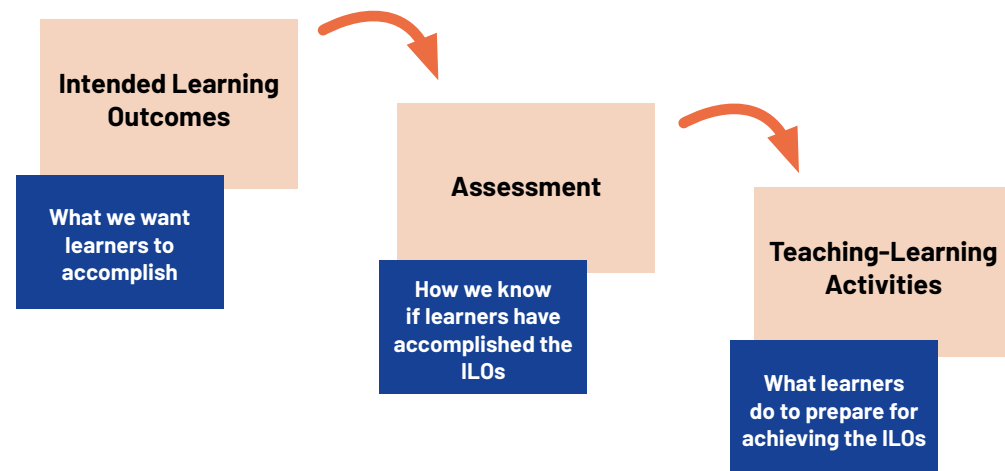 Intended Learning
Outcomes
What we want
learners to
accomplish
Assessment
How we know
if learners have
accomplished the
ILOs
Teaching-Learning
Activities
What learners
do to prepare for
achieving the ILOs